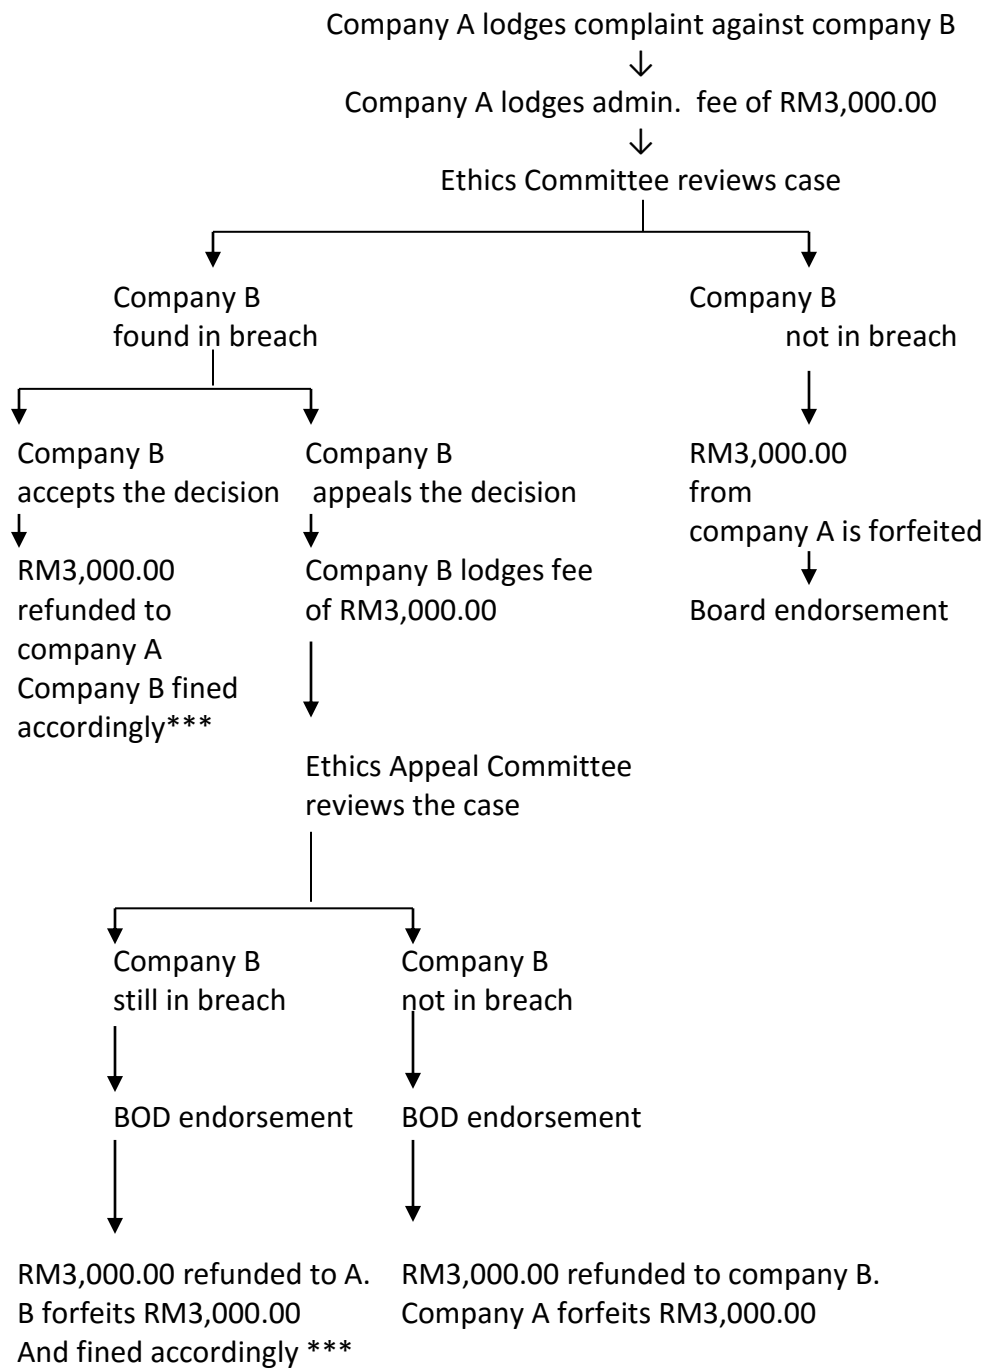 Company A lodges complaint against company B
Company A lodges admin. fee of RM3,000.00
Ethics Committee reviews case
Company B
found in breach
Company B
not in breach
Company B
accepts the decision
Company B
appeals the decision
RM3,000.00
from
company A is forfeited
RM3,000.00
refunded to
company A
Company B fined
accordingly***
Company B lodges fee
of RM3,000.00
Board endorsement
Ethics Appeal Committee
reviews the case
Company B
still in breach
Company B
not in breach
BOD endorsement
BOD endorsement
RM3,000.00 refunded to A.
B forfeits RM3,000.00
And fined accordingly ***
RM3,000.00 refunded to company B.
Company A forfeits RM3,000.00